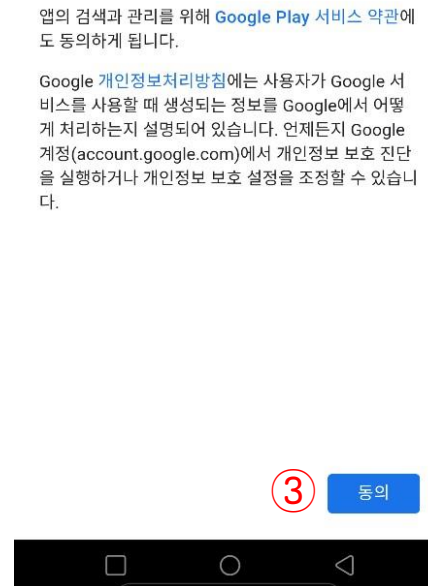 앱의 검색과 관리를 위해 Google Play 서비스 약관에
도 동의하게 됩니다.
Google 개인정보처리방침에는 사용자가 Google 서
비스를 사용할 때 생성되는 정보를 Google에서 어떻
게 처리하는지 설명되어 있습니다. 언제든지 Google
계정(account.google.com)에서 개인정보 보호 진단
을 실행하거나 개인정보 보호 설정을 조정할 수 있습니
다.
③ 동의